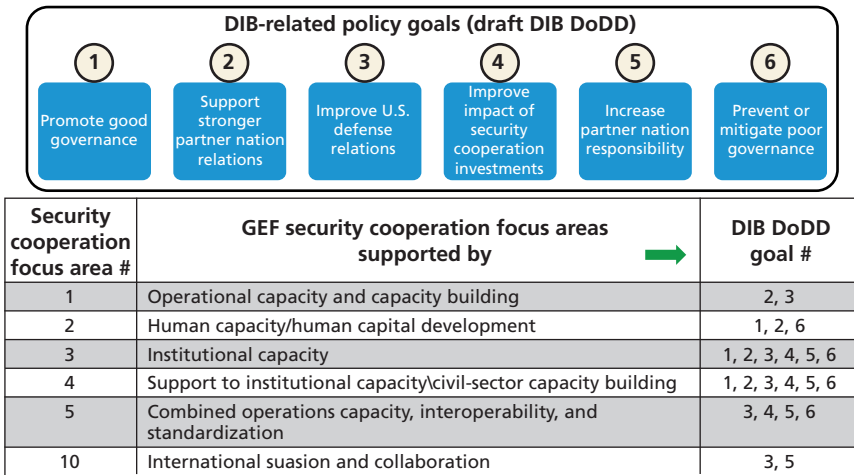 DIB-related policy goals (draft DIB DoDD)
1
Promote good
governance
2
Support
stronger
partner nation
relations
3
Improve U.S.
defense
relations
4
Improve
impact of
security
cooperation
investments
5
Increase
partner nation
responsibility
6
Prevent or
mitigate poor
governance
Security
cooperation
focus area #
GEF security cooperation focus areas
supported by
DIB DoDD
goal #
1 Operational capacity and capacity building 2, 3
2 Human capacity/human capital development 1, 2, 6
3 Institutional capacity 1, 2, 3, 4, 5, 6
4 Support to institutional capacity\civil-sector capacity building 1, 2, 3, 4, 5, 6
5 Combined operations capacity, interoperability, and 3, 4, 5, 6
standardization
10 International suasion and collaboration 3, 5